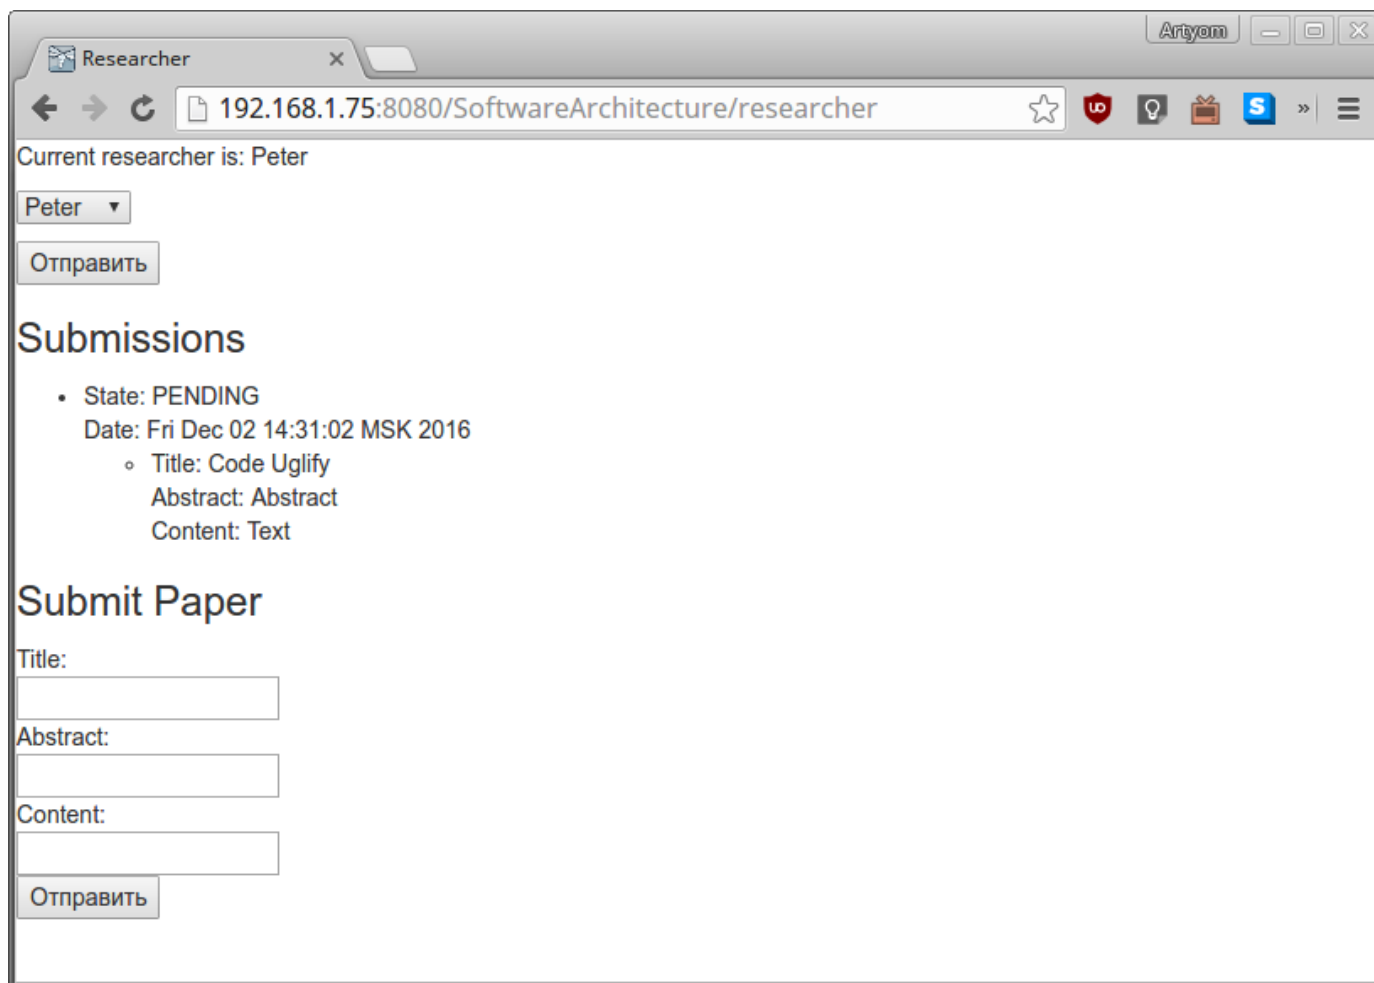 Artyom
Researcher
192.168.1.75:8080/SoftwareArchitecture/researcher
Current researcher is: Peter
Peter
Отправить
Submissions
State: PENDING
Date: Fri Dec 02 14:31:02 MSK 2016
Title: Code Uglify
Abstract: Abstract
Content: Text
Submit Paper
Title:
Abstract:
Content:
Отправить